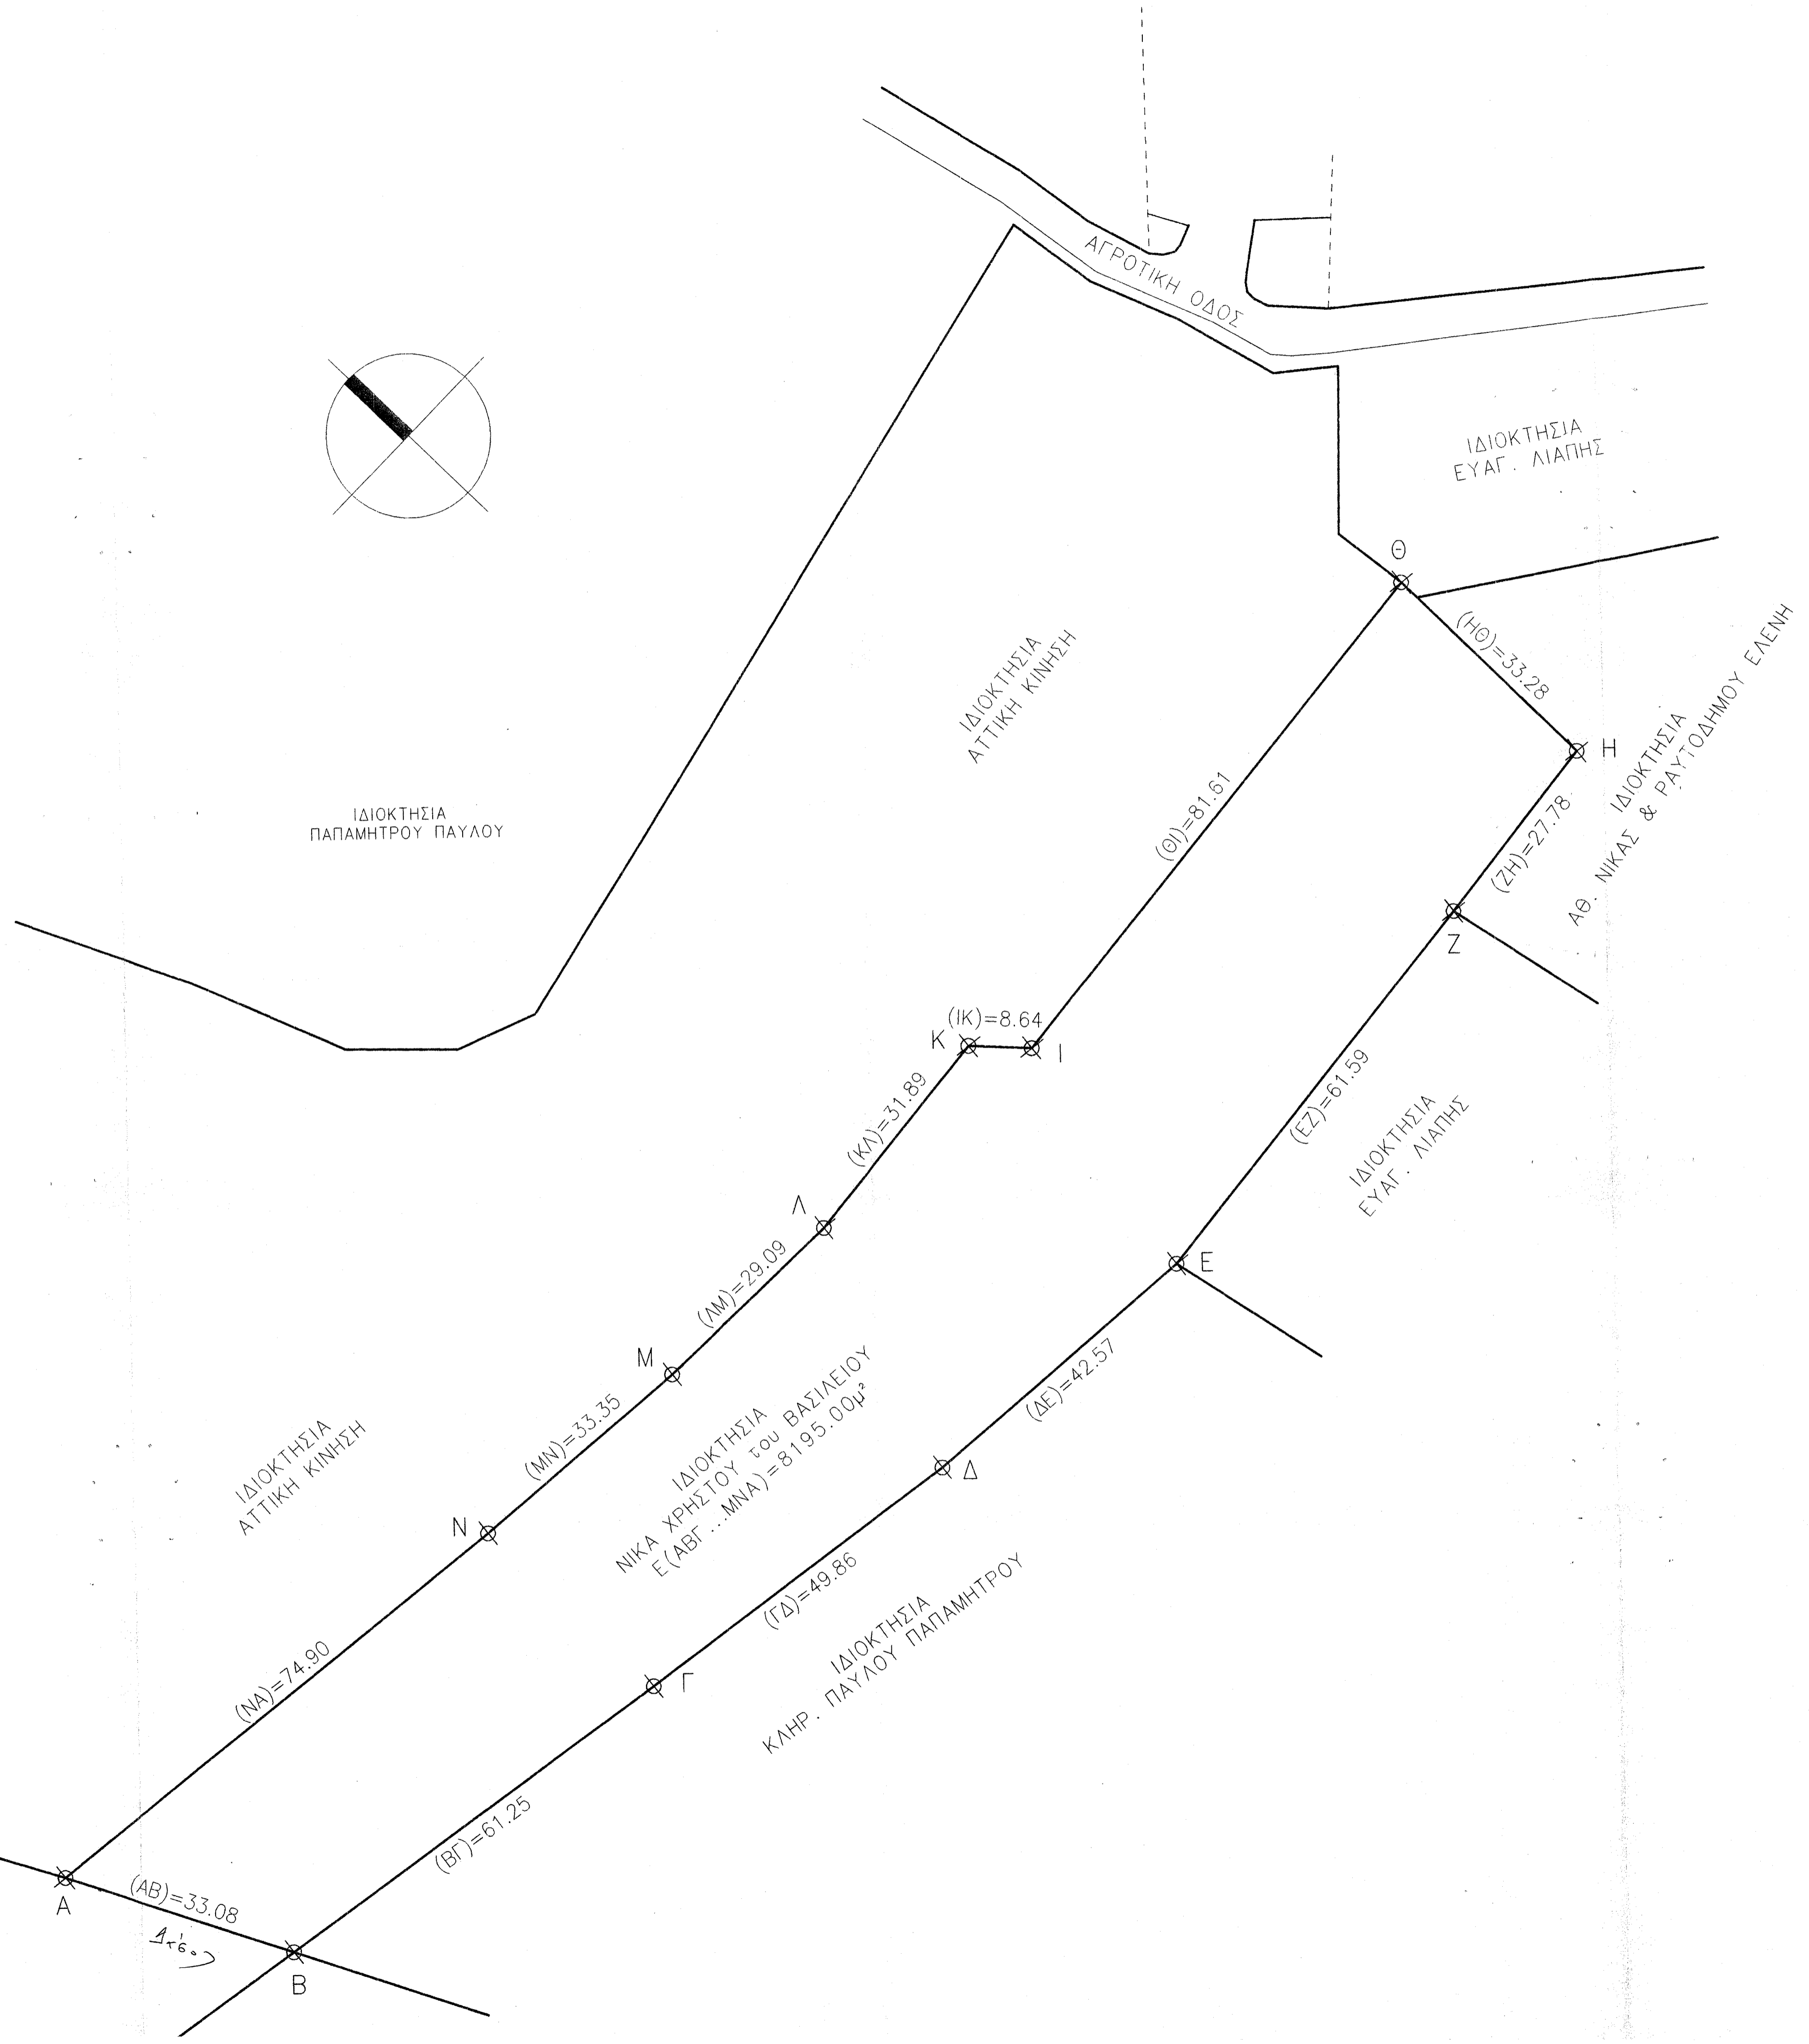 ΑΓΡΟΤΙΚΗ ΟΔΟΣ
ΙΔΙΟΚΤΗΣΙΑ
ΕΥΑΓ. ΛΙΑΠΗΣ
Θ
(ΗΘ)=33.28
Η
ΙΔΙΟΚΤΗΣΙΑ
ΑΘ. ΝΙΚΑΣ & ΡΑΥΤΟΔΗΜΟΥ ΕΛΕΝΗ
ΙΔΙΟΚΤΗΣΙΑ
ΑΤΤΙΚΗ ΚΙΝΗΣΗ
ΙΔΙΟΚΤΗΣΙΑ
ΠΑΠΑΜΗΤΡΟΥ ΠΑΥΛΟΥ
(ΘΙ)=81.61
(ΖΗ)=27.78
Ζ
(ΙΚ)=8.64
Κ
Ι
(ΕΖ)=61.59
ΙΔΙΟΚΤΗΣΙΑ
ΕΥΑΓ. ΛΙΑΠΗΣ
(ΚΛ)=31.89
Λ
Ε
(ΛΜ)=29.09
Μ
(ΔΕ)=42.57
(ΜΝ)=33.35
ΙΔΙΟΚΤΗΣΙΑ
ΝΙΚΑ ΧΡΗΣΤΟΥ του ΒΑΣΙΛΕΙΟΥ
Ε(ΑΒΓ...ΜΝΑ)=8195.00μ²
ΙΔΙΟΚΤΗΣΙΑ
ΑΤΤΙΚΗ ΚΙΝΗΣΗ
Δ
Ν
(ΓΔ)=49.86
ΙΔΙΟΚΤΗΣΙΑ
ΚΛΗΡ. ΠΑΥΛΟΥ ΠΑΠΑΜΗΤΡΟΥ
Γ
(ΝΑ)=74.90
(ΒΓ)=61.25
Α
(ΑΒ)=33.08
Β